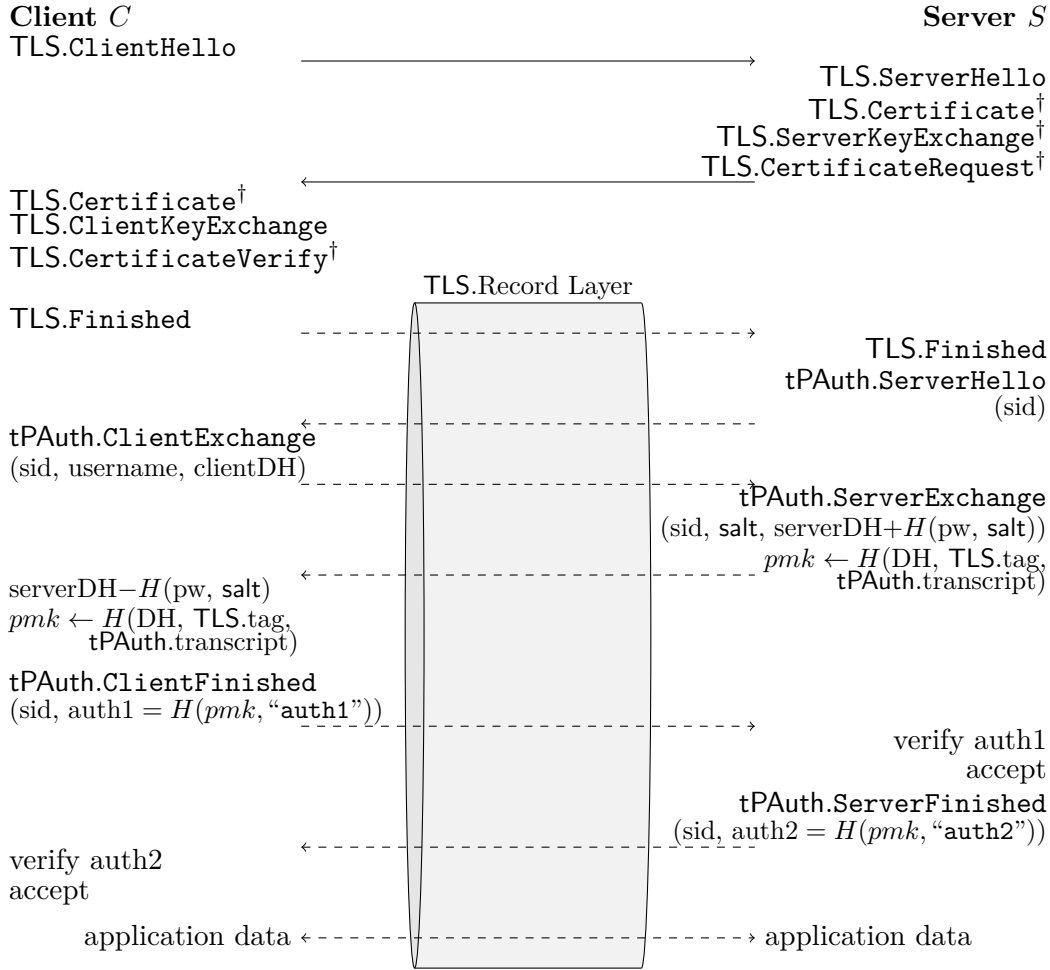 Client C
Server S
TLS.ClientHello
TLS.ServerHello
TLS.Certificate†
TLS.ServerKeyExchange†
TLS.CertificateRequest†
TLS.Certificate†
TLS.ClientKeyExchange
TLS.CertificateVerify†
TLS.Record Layer
TLS.Finished
TLS.Finished
tPAuth.ServerHello
(sid)
tPAuth.ClientExchange
(sid, username, clientDH)
tPAuth.ServerExchange
(sid, salt, serverDH+H(pw, salt))
pmk ← H(DH, TLS.tag,
tPAuth.transcript)
serverDH−H(pw, salt)
pmk ← H(DH, TLS.tag,
tPAuth.transcript)
tPAuth.ClientFinished
(sid, auth1 = H(pmk, “auth1”))
verify auth1
accept
tPAuth.ServerFinished
(sid, auth2 = H(pmk, “auth2”))
verify auth2
accept
application data
application data